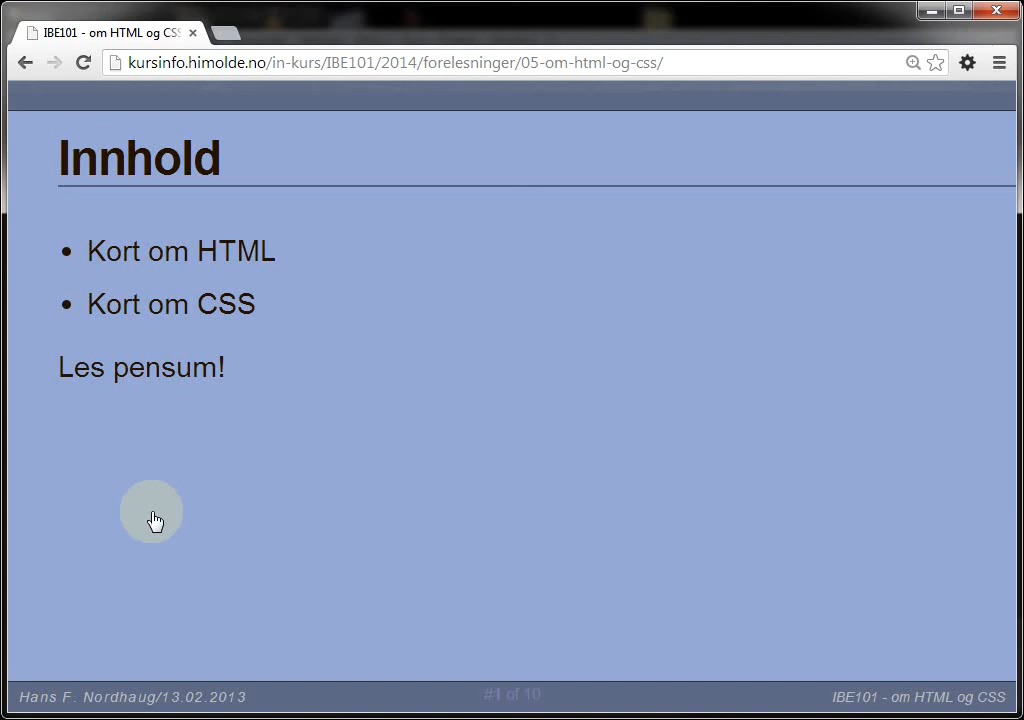 IBE101 - om HTML og CSS
kursinfo.himolde.no/in-kurs/IBE101/2014/forelesninger/05-om-html-og-css/
Innhold
• Kort om HTML
• Kort om CSS
Les pensum!
Hans F. Nordhaug/13.02.2013
#1 of 10
IBE101 - om HTML og CSS